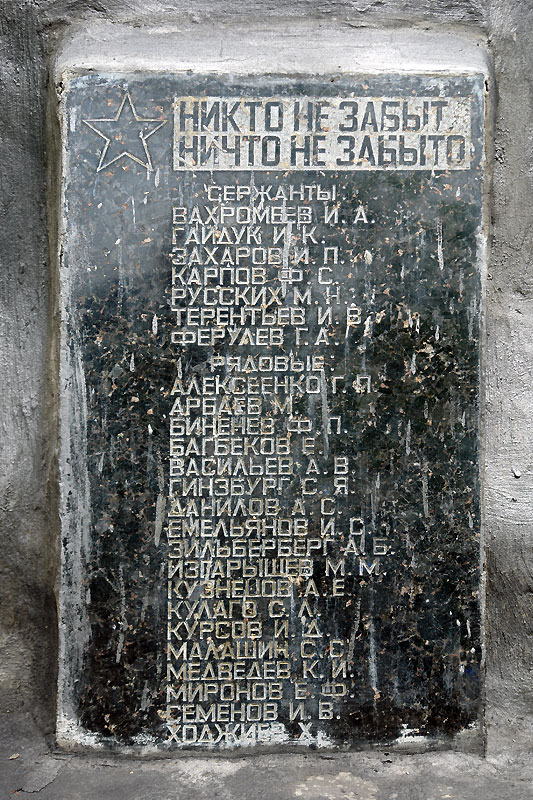 НИКТО НЕ ЗАБЫТ
НИЧТО НЕ ЗАБЫТО
СЕРЖАНТЫ:
ВАХРОМЕЕВ И. А.
ГАЙДУК И. К.
ЗАХАРОВ И. П.
КАРПОВ Ф. С.
РУССКИХ М. Н.
ТЕРЕНТЬЕВ И. В.
ФЕРУЛЕВ Г. А.
РЯДОВЫЕ:
АЛЕКСЕЕНКО Г. П.
АРБАЕВ М.
БИНЕНЕВ Ф. П.
БАГБЕКОВ Е.
ВАСИЛЬЕВ А. В.
ГИНЗБУРГ С. Я.
ДАНИЛОВ А. С.
ЕМЕЛЬЯНОВ И. С.
ЗИЛЬБЕРБЕРГ А. Б.
ИЗГАРЫШЕВ М. М.
КУЗНЕЦОВ А. Е.
КУЛАГО С. Л.
КУРСОВ И. Д.
МАЛАШИН С. С.
МЕДВЕДЕВ К. И.
МИРОНОВ Е. Ф.
СЕМЕНОВ И. В.
ХОДЖИЕВ Х.